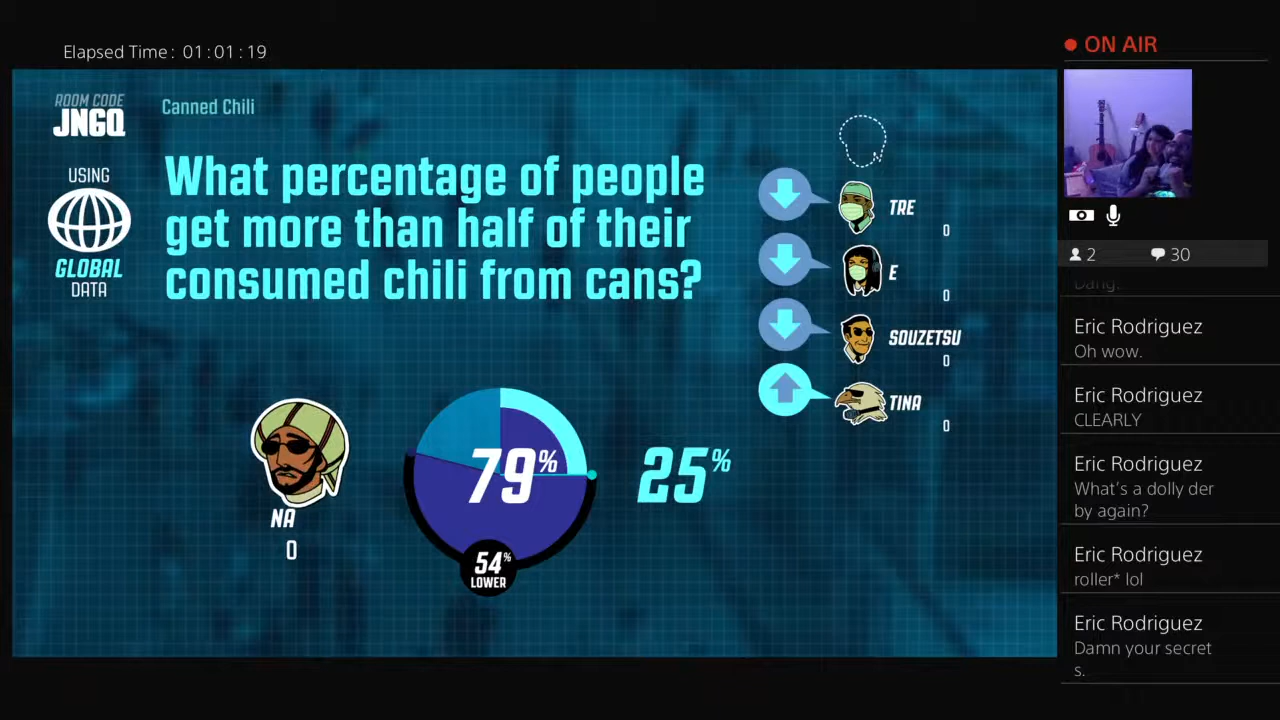 Elapsed Time: 01:01:19
ON AIR
ROOM CODE
JNGQ
Canned Chili
USING
GLOBAL
DATA
What percentage of people
get more than half of their
consumed chili from cans?
TRE
0
E
0
SOUZETSU
0
TINA
0
NA
0
79%
54%
LOWER
25%
2
30
Dang.
Eric Rodriguez
Oh wow.
Eric Rodriguez
CLEARLY
Eric Rodriguez
What's a dolly der
by again?
Eric Rodriguez
roller* lol
Eric Rodriguez
Damn your secret
s.